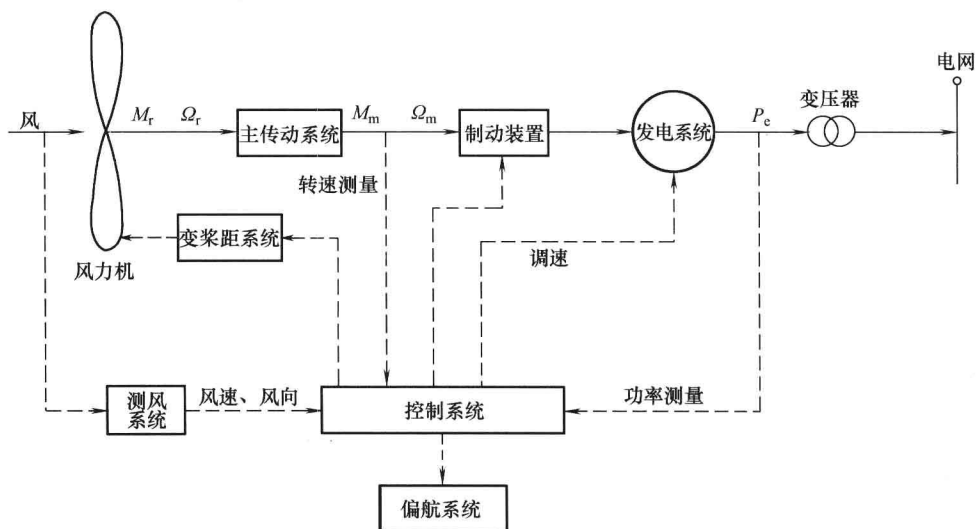 电网
变压器
风
M_r Ω_r
主传动系统
M_m Ω_m
制动装置
发电系统
P_e
转速测量
变桨距系统
调速
风力机
测风
系统
风速、风向
控制系统
功率测量
偏航系统